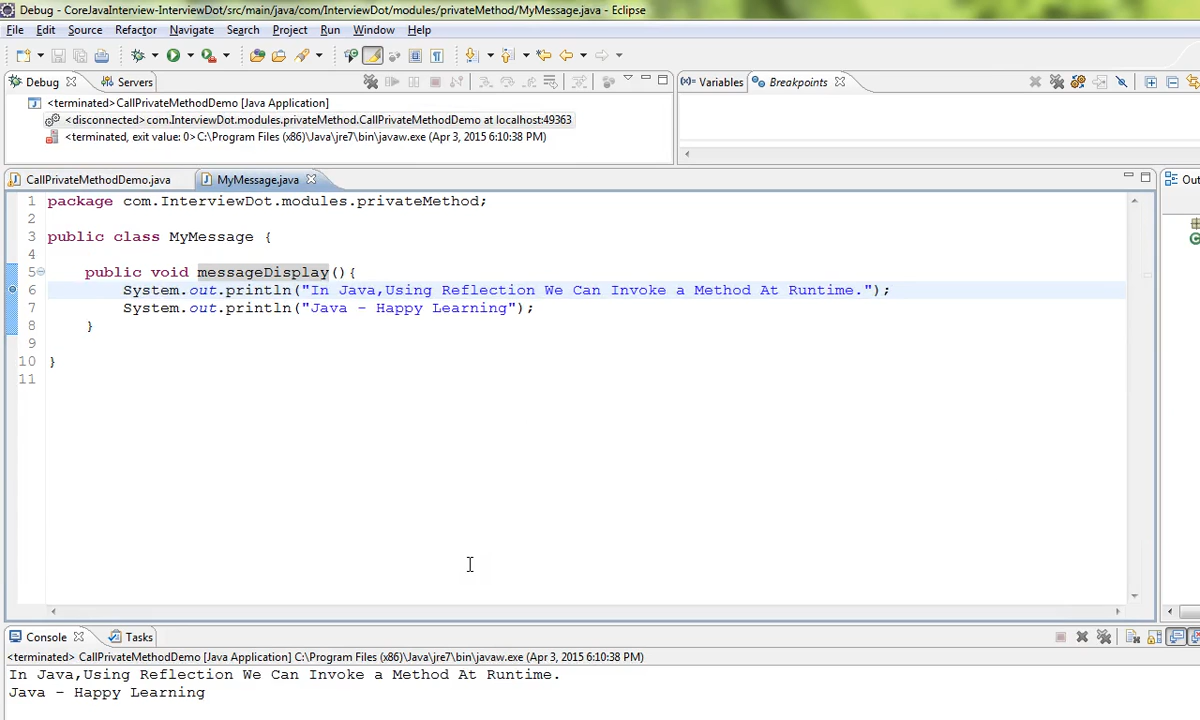 Debug - CoreJavaInterview-InterviewDot/src/main/java/com/InterviewDot/modules/privateMethod/MyMessage.java - Eclipse
File Edit Source Refactor Navigate Search Project Run Window Help
Debug Servers
(x)= Variables Breakpoints
<terminated>CallPrivateMethodDemo [Java Application]
<disconnected>com.InterviewDot.modules.privateMethod.CallPrivateMethodDemo at localhost:49363
<terminated, exit value: 0>C:\Program Files (x86)\Java\jre7\bin\javaw.exe (Apr 3, 2015 6:10:38 PM)
CallPrivateMethodDemo.java MyMessage.java
Out
1 package com.InterviewDot.modules.privateMethod;
2
3 public class MyMessage {
4
5 public void messageDisplay(){
6 System.out.println("In Java,Using Reflection We Can Invoke a Method At Runtime.");
7 System.out.println("Java - Happy Learning");
8 }
9
10 }
11
Console Tasks
<terminated> CallPrivateMethodDemo [Java Application] C:\Program Files (x86)\Java\jre7\bin\javaw.exe (Apr 3, 2015 6:10:38 PM)
In Java,Using Reflection We Can Invoke a Method At Runtime.
Java - Happy Learning